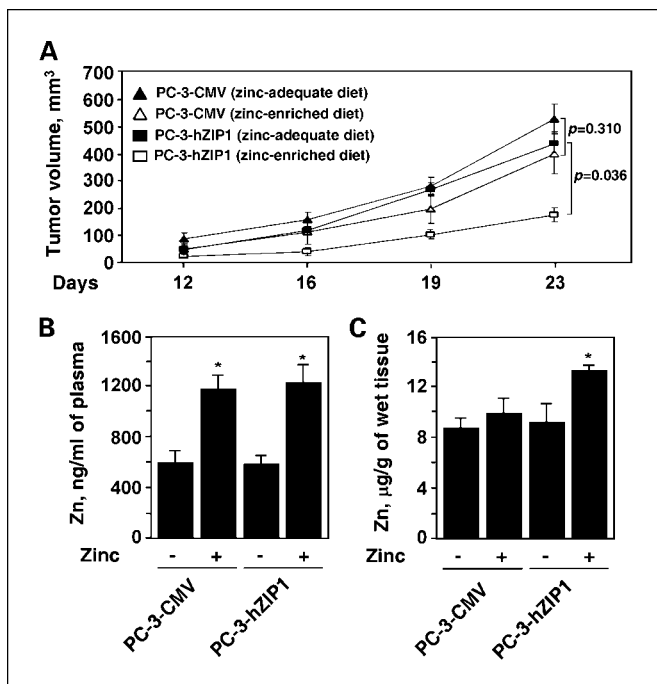 A
Tumor volume, mm³
700
600
500
400
300
200
100
0
PC-3-CMV (zinc-adequate diet)
PC-3-CMV (zinc-enriched diet)
PC-3-hZIP1 (zinc-adequate diet)
PC-3-hZIP1 (zinc-enriched diet)
p=0.310
p=0.036
Days 12 16 19 23
B
Zn, ng/ml of plasma
1600
1200
800
400
0
*
*
Zinc - + - +
PC-3-CMV
PC-3-hZIP1
C
Zn, μg/g of wet tissue
16
12
8
4
0
*
Zinc - + - +
PC-3-CMV
PC-3-hZIP1